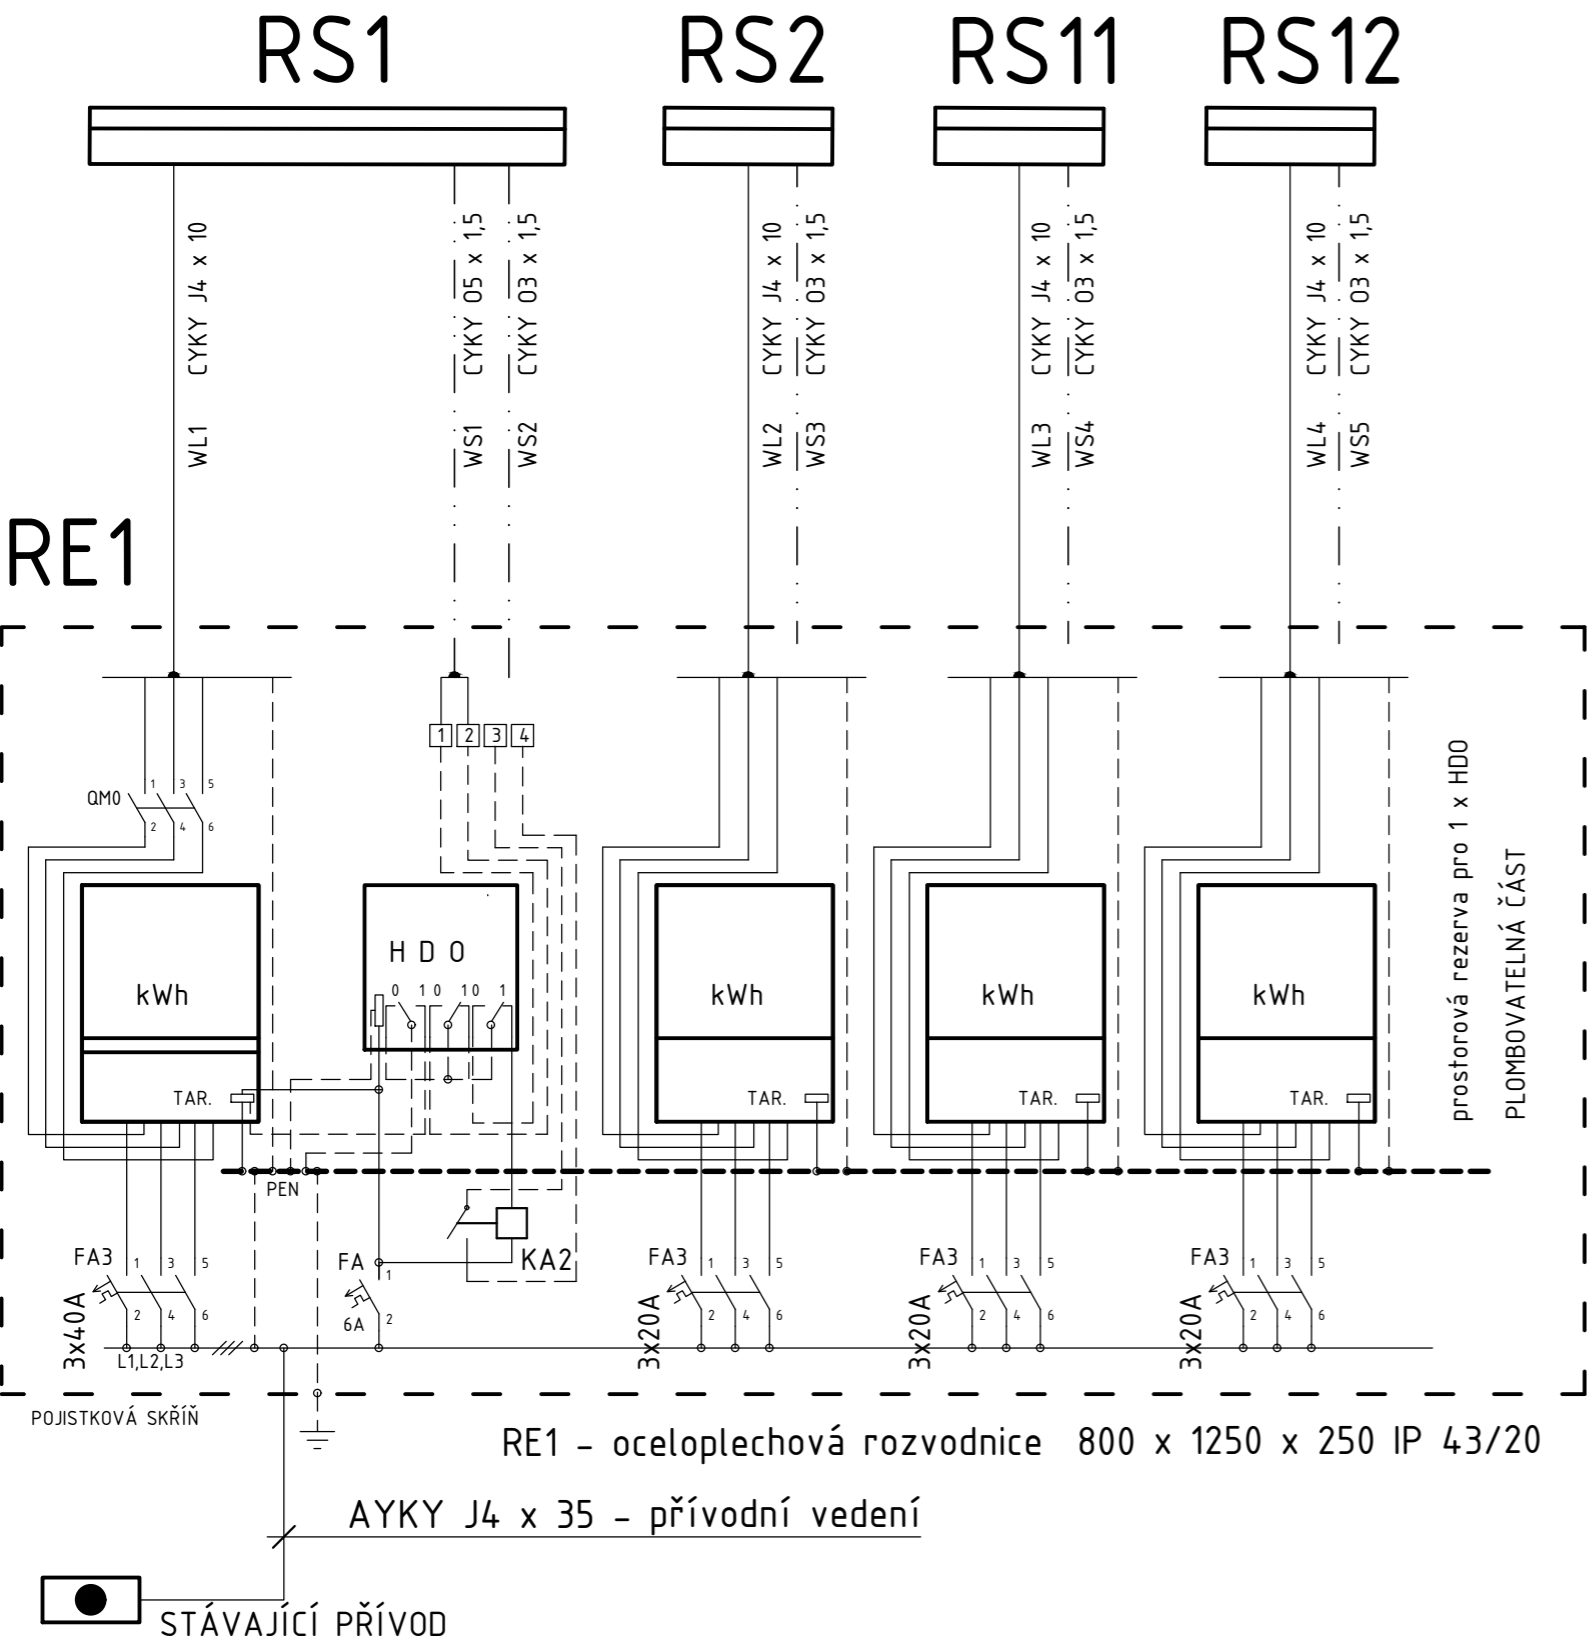 RS1 RS2 RS11 RS12
WL1 CYKY J4 x 10
WS1 CYKY 05 x 1,5
WS2 CYKY 03 x 1,5
WL2 CYKY J4 x 10
WS3 CYKY 03 x 1,5
WL3 CYKY J4 x 10
WS4 CYKY 03 x 1,5
WL4 CYKY J4 x 10
WS5 CYKY 03 x 1,5
RE1
1 2 3 4
QM0
1 3 5
2 4 6
HDO
0 1 0 1 0 1
kWh kWh kWh kWh
TAR. TAR. TAR. TAR.
prostorová rezerva pro 1 x HDO
PLOMBOVATELNÁ ČÁST
PEN
KA2
FA3
1 3 5
2 4 6
3x40A
L1,L2,L3
FA
1
2
6A
FA3
1 3 5
2 4 6
3x20A
FA3
1 3 5
2 4 6
3x20A
FA3
1 3 5
2 4 6
3x20A
POJISTKOVÁ SKŘÍŇ
RE1 - oceloplechová rozvodnice 800 x 1250 x 250 IP 43/20
AYKY J4 x 35 - přívodní vedení
STÁVAJÍCÍ PŘÍVOD